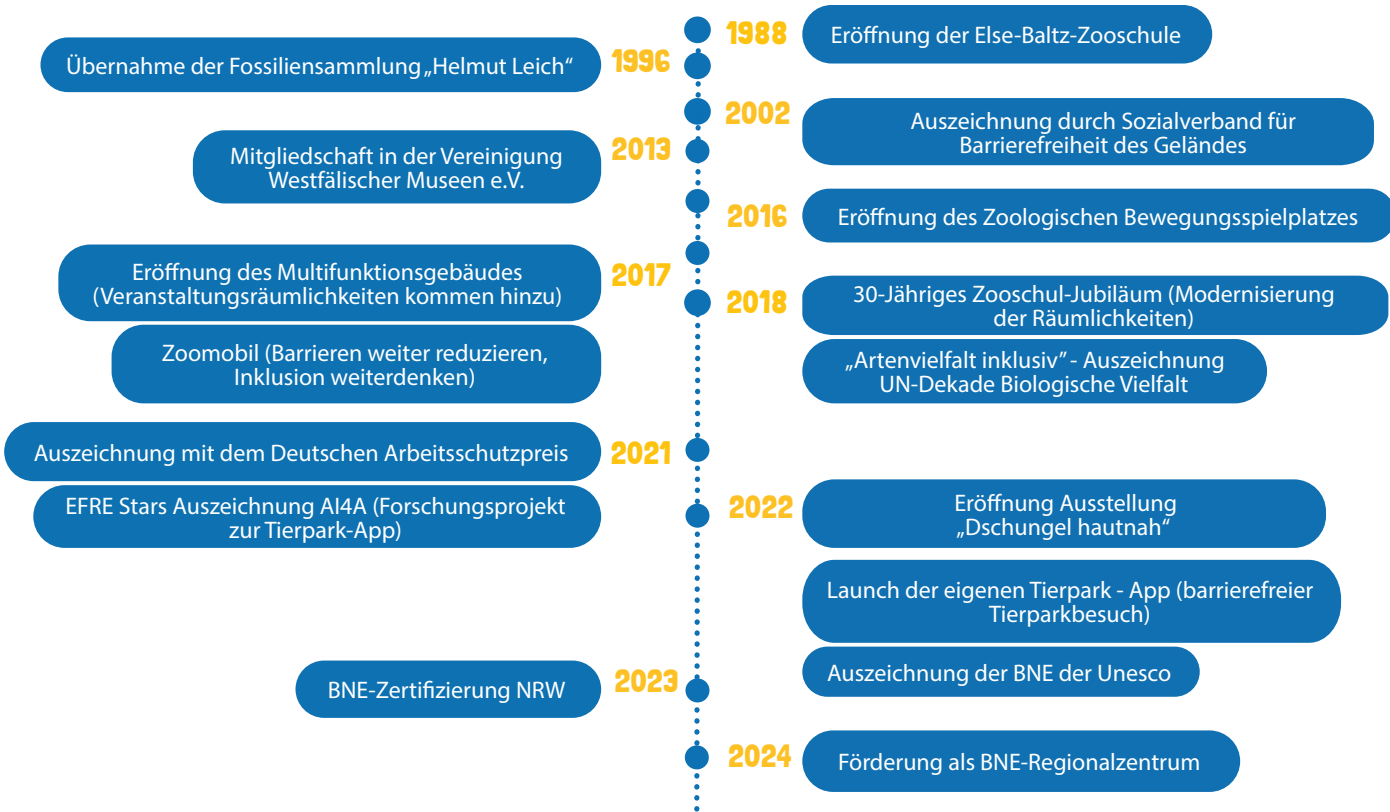 1988
Eröffnung der Else-Baltz-Zooschule
1996
Übernahme der Fossiliensammlung „Helmut Leich“
2002
Auszeichnung durch Sozialverband für
Barrierefreiheit des Geländes
2013
Mitgliedschaft in der Vereinigung
Westfälischer Museen e.V.
2016
Eröffnung des Zoologischen Bewegungsspielplatzes
2017
Eröffnung des Multifunktionsgebäudes
(Veranstaltungsräumlichkeiten kommen hinzu)
Zoomobil (Barrieren weiter reduzieren,
Inklusion weiterdenken)
2018
30-Jähriges Zooschul-Jubiläum (Modernisierung
der Räumlichkeiten)
„Artenvielfalt inklusiv” - Auszeichnung
UN-Dekade Biologische Vielfalt
2021
Auszeichnung mit dem Deutschen Arbeitsschutzpreis
EFRE Stars Auszeichnung AI4A (Forschungsprojekt
zur Tierpark-App)
2022
Eröffnung Ausstellung
„Dschungel hautnah“
Launch der eigenen Tierpark - App (barrierefreier
Tierparkbesuch)
Auszeichnung der BNE der Unesco
2023
BNE-Zertifizierung NRW
2024
Förderung als BNE-Regionalzentrum